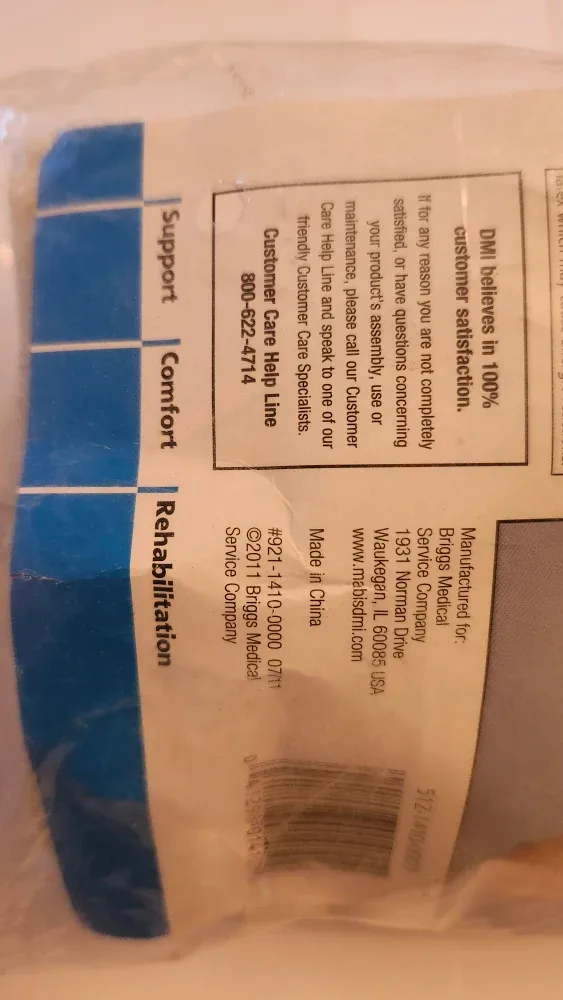 DMI believes in 100%
customer satisfaction.
If for any reason you are not completely
satisfied, or have questions concerning
your product's assembly, use or
maintenance, please call our Customer
Care Help Line and speak to one of our
friendly Customer Care Specialists.
Customer Care Help Line
800-622-4714
Manufactured for:
Briggs Medical
Service Company
1931 Norman Drive
Waukegan, IL 60085 USA
www.mabisdmi.com
Made in China
#921-1410-0000 07/11
©2011 Briggs Medical
Service Company
Support
Comfort
Rehabilitation